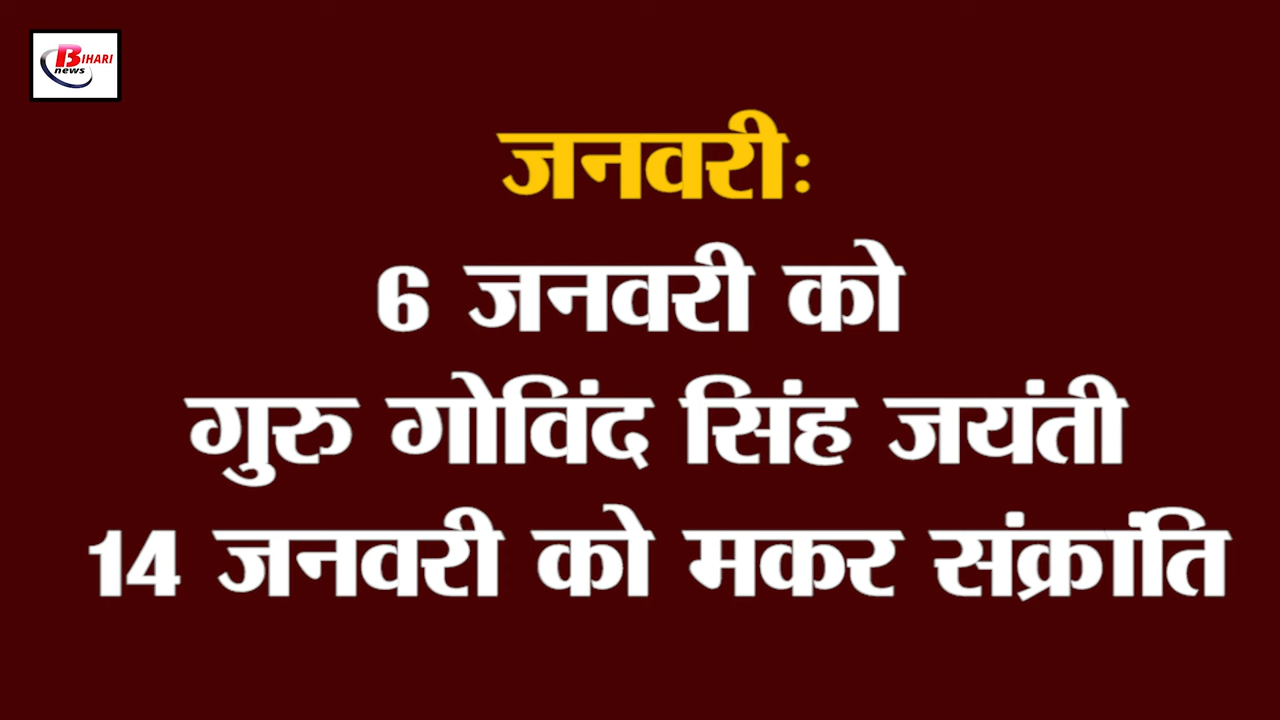 BIHARI
news
जनवरी:
6 जनवरी को
गुरु गोविंद सिंह जयंती
14 जनवरी को मकर संक्रांति